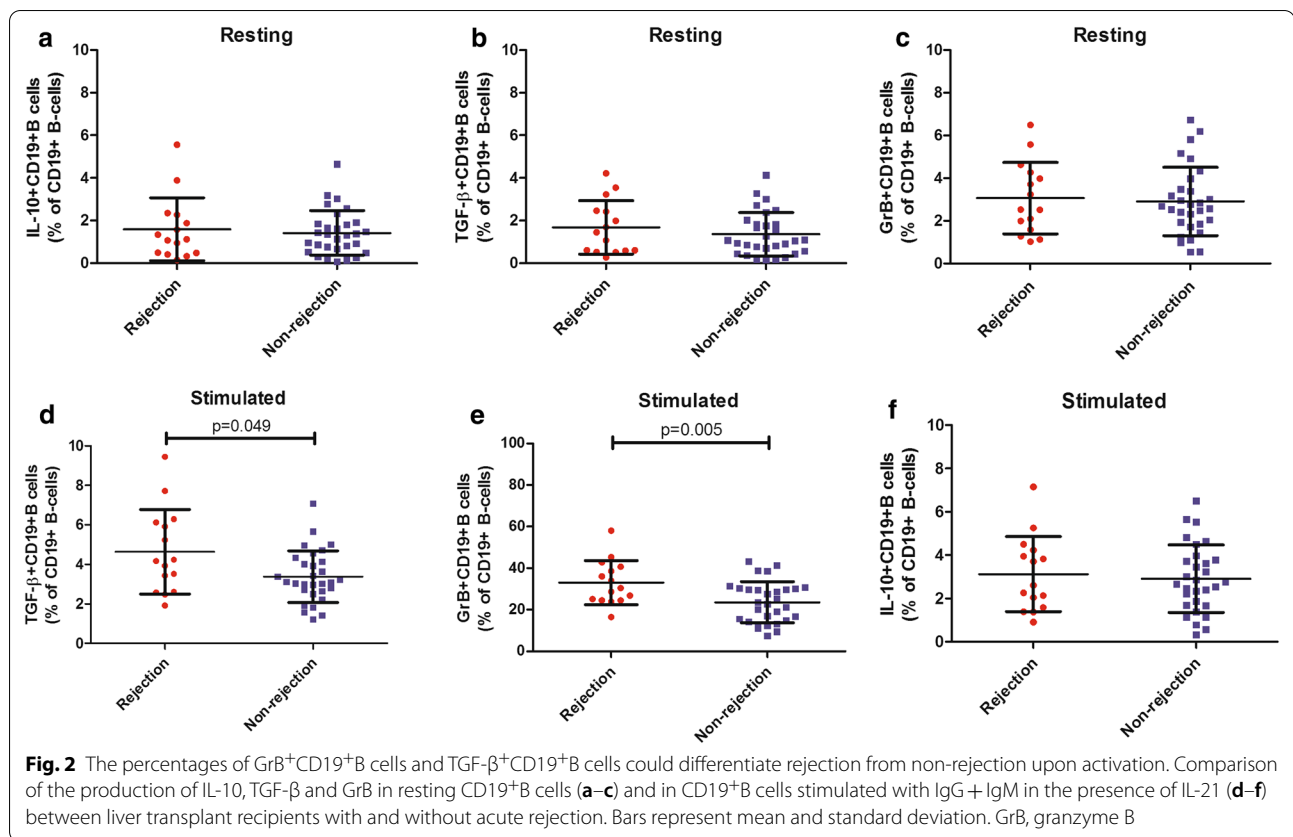 a
Resting
IL-10+CD19+B cells
(% of CD19+ B-cells)
10
8
6
4
2
0
Rejection
Non-rejection
b
Resting
TGF-β+CD19+B cells
(% of CD19+ B-cells)
10
8
6
4
2
0
Rejection
Non-rejection
c
Resting
GrB+CD19+B cells
(% of CD19+ B-cells)
10
8
6
4
2
0
Rejection
Non-rejection
d
Stimulated
p=0.049
TGF-β+CD19+B cells
(% of CD19+ B-cells)
10
8
6
4
2
0
Rejection
Non-rejection
e
Stimulated
p=0.005
GrB+CD19+B cells
(% of CD19+ B-cells)
100
80
60
40
20
0
Rejection
Non-rejection
f
Stimulated
IL-10+CD19+B cells
(% of CD19+ B-cells)
10
8
6
4
2
0
Rejection
Non-rejection
Fig. 2 The percentages of GrB⁺CD19⁺B cells and TGF-β⁺CD19⁺B cells could differentiate rejection from non-rejection upon activation. Comparison
of the production of IL-10, TGF-β and GrB in resting CD19⁺B cells (a–c) and in CD19⁺B cells stimulated with IgG + IgM in the presence of IL-21 (d–f)
between liver transplant recipients with and without acute rejection. Bars represent mean and standard deviation. GrB, granzyme B